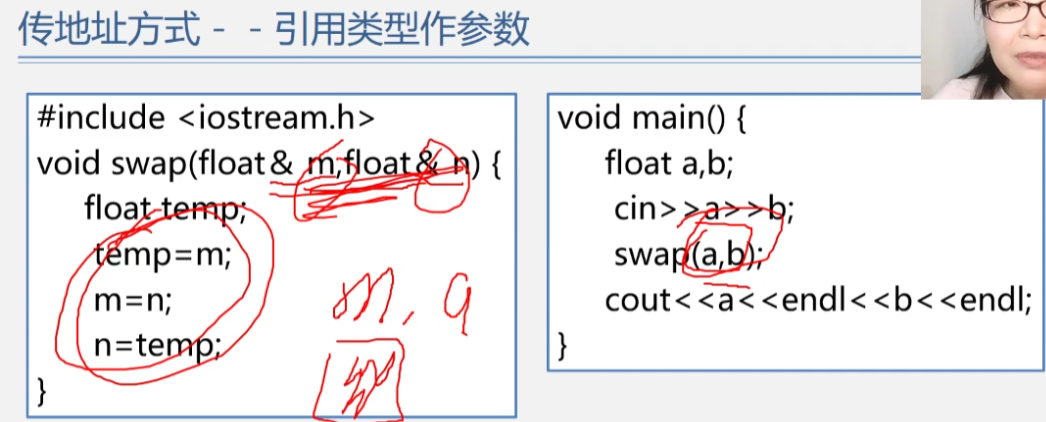 传地址方式- -引用类型作参数
#include <iostream.h>
void swap(float& m,float& n) {
float temp;
temp=m;
m=n;
n=temp;
}
m, a
void main() {
float a,b;
cin>>a>>b;
swap(a,b);
cout<<a<<endl<<b<<endl;
}